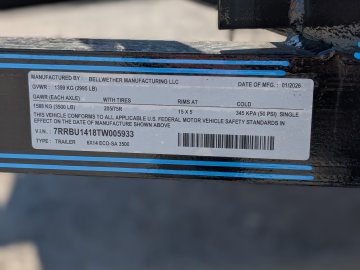 MANUFACTURED BY : BELLWETHER MANUFACTURING LLC DATE OF MFG. : 01/2026
GVWR : 1359 KG (2995 LB)
GAWR (EACH AXLE) WITH TIRES RIMS AT COLD
1588 KG (3500 LB) 205/75R 15 X 5 345 KPA (50 PSI) SINGLE
THIS VEHICLE CONFORMS TO ALL APPLICABLE U.S. FEDERAL MOTOR VEHICLE SAFETY STANDARDS IN
EFFECT ON THE DATE OF MANUFACTURE SHOWN ABOVE
V.I.N. : 7RRBU1418TW005933
TYPE : TRAILER 6X14 ECO-SA 3500